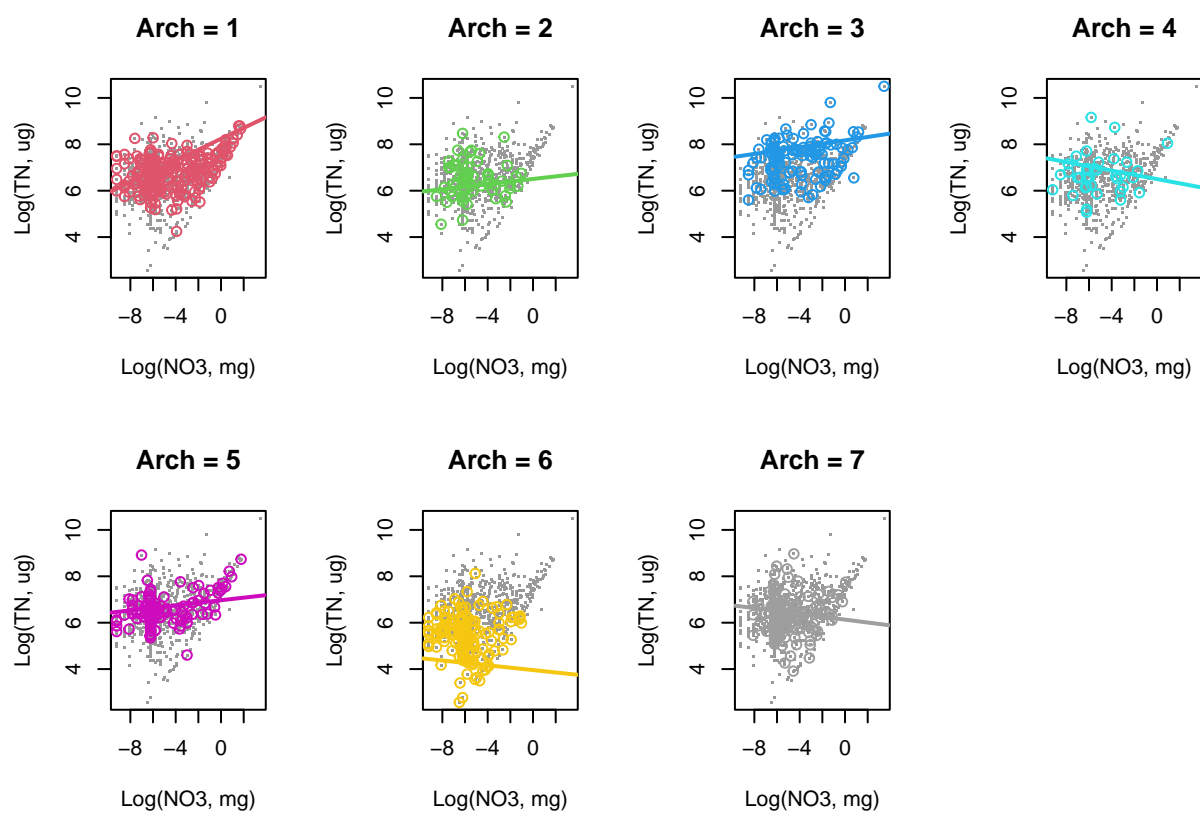 Arch = 1
Log(TN, ug)
10
8
6
4
−8 −4 0
Log(NO3, mg)
Arch = 2
Log(TN, ug)
10
8
6
4
−8 −4 0
Log(NO3, mg)
Arch = 3
Log(TN, ug)
10
8
6
4
−8 −4 0
Log(NO3, mg)
Arch = 4
Log(TN, ug)
10
8
6
4
−8 −4 0
Log(NO3, mg)
Arch = 5
Log(TN, ug)
10
8
6
4
−8 −4 0
Log(NO3, mg)
Arch = 6
Log(TN, ug)
10
8
6
4
−8 −4 0
Log(NO3, mg)
Arch = 7
Log(TN, ug)
10
8
6
4
−8 −4 0
Log(NO3, mg)